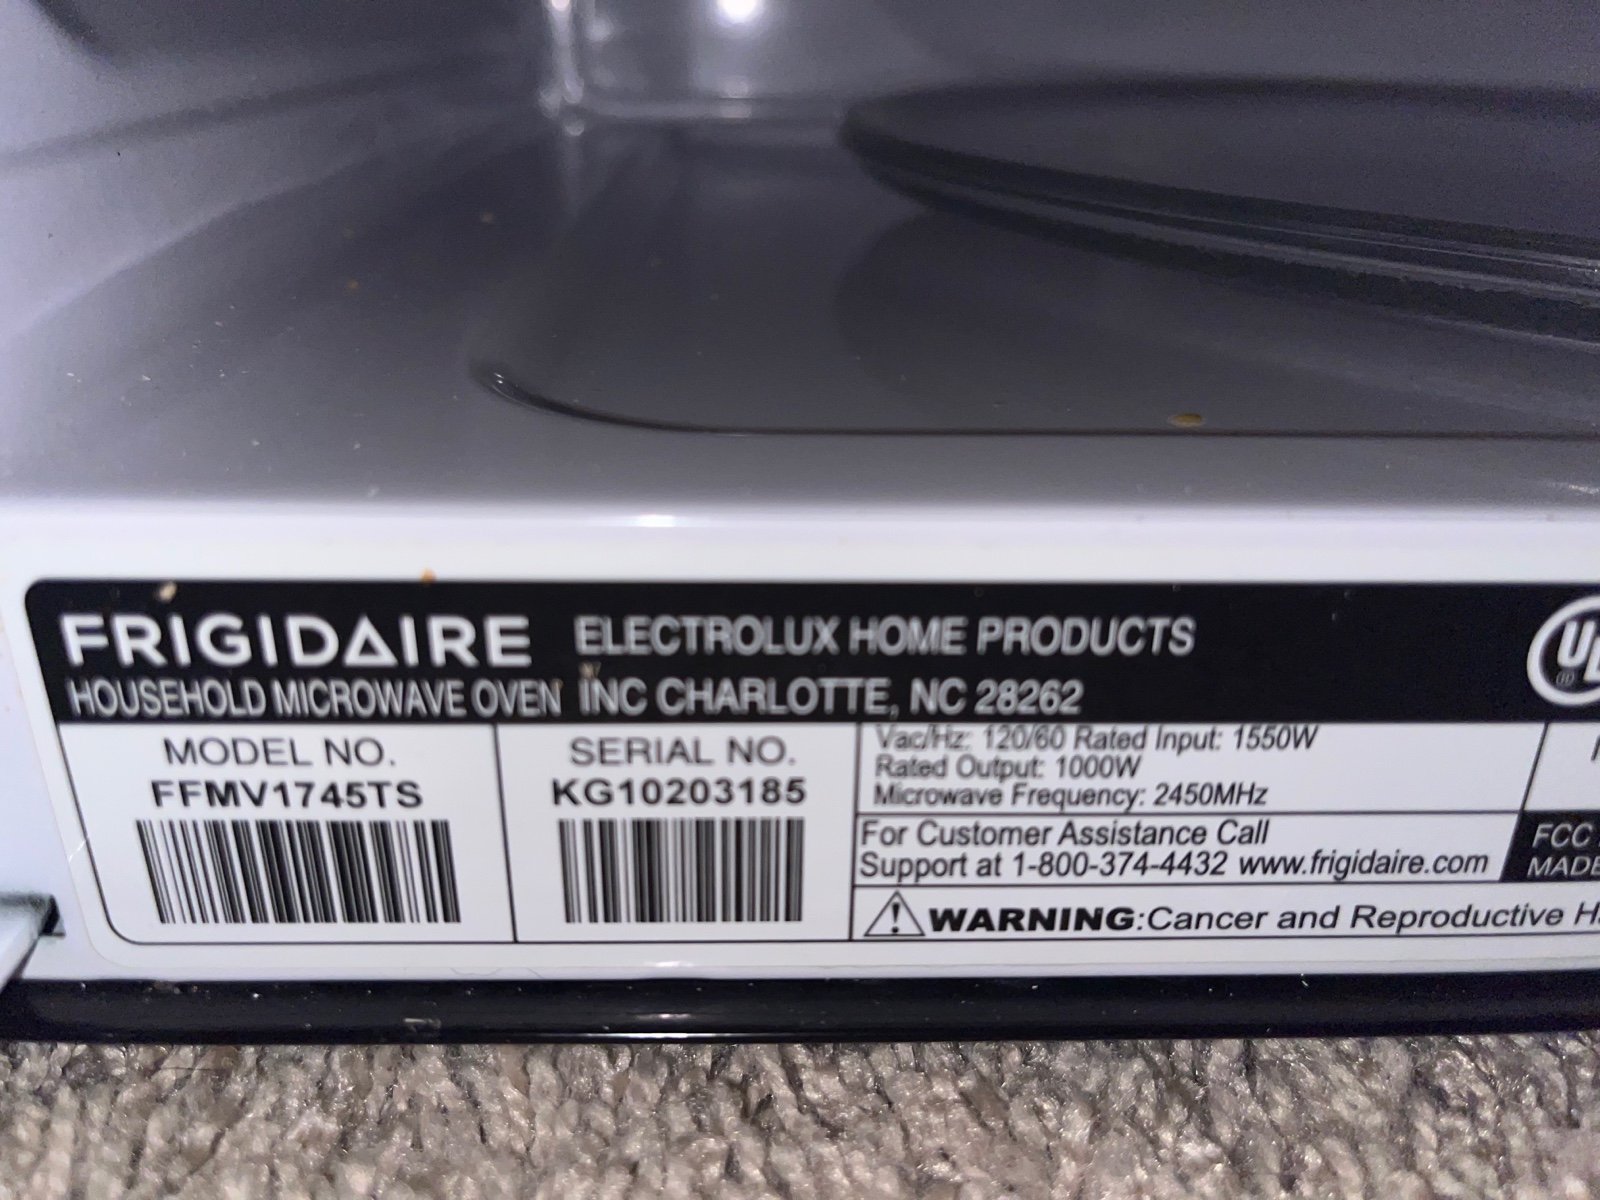 FRIGIDAIRE
HOUSEHOLD MICROWAVE OVEN
ELECTROLUX HOME PRODUCTS
INC CHARLOTTE, NC 28262
UL
MODEL NO.
FFMV1745TS
SERIAL NO.
KG10203185
Vac/Hz: 120/60 Rated Input: 1550W
Rated Output: 1000W
Microwave Frequency: 2450MHz
For Customer Assistance Call
Support at 1-800-374-4432 www.frigidaire.com
WARNING:Cancer and Reproductive
FCC
MADE